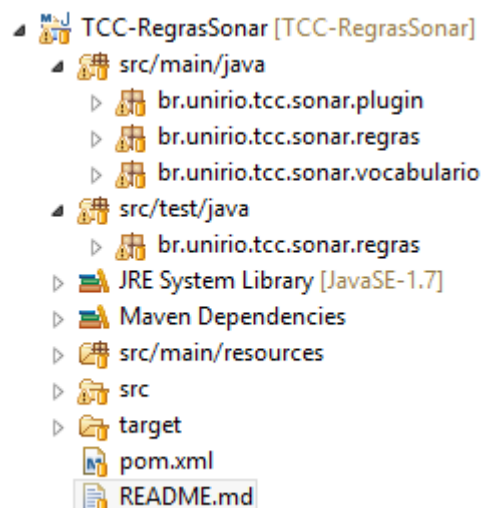 TCC-RegrasSonar [TCC-RegrasSonar]
src/main/java
br.unirio.tcc.sonar.plugin
br.unirio.tcc.sonar.regras
br.unirio.tcc.sonar.vocabulario
src/test/java
br.unirio.tcc.sonar.regras
JRE System Library [JavaSE-1.7]
Maven Dependencies
src/main/resources
src
target
pom.xml
README.md